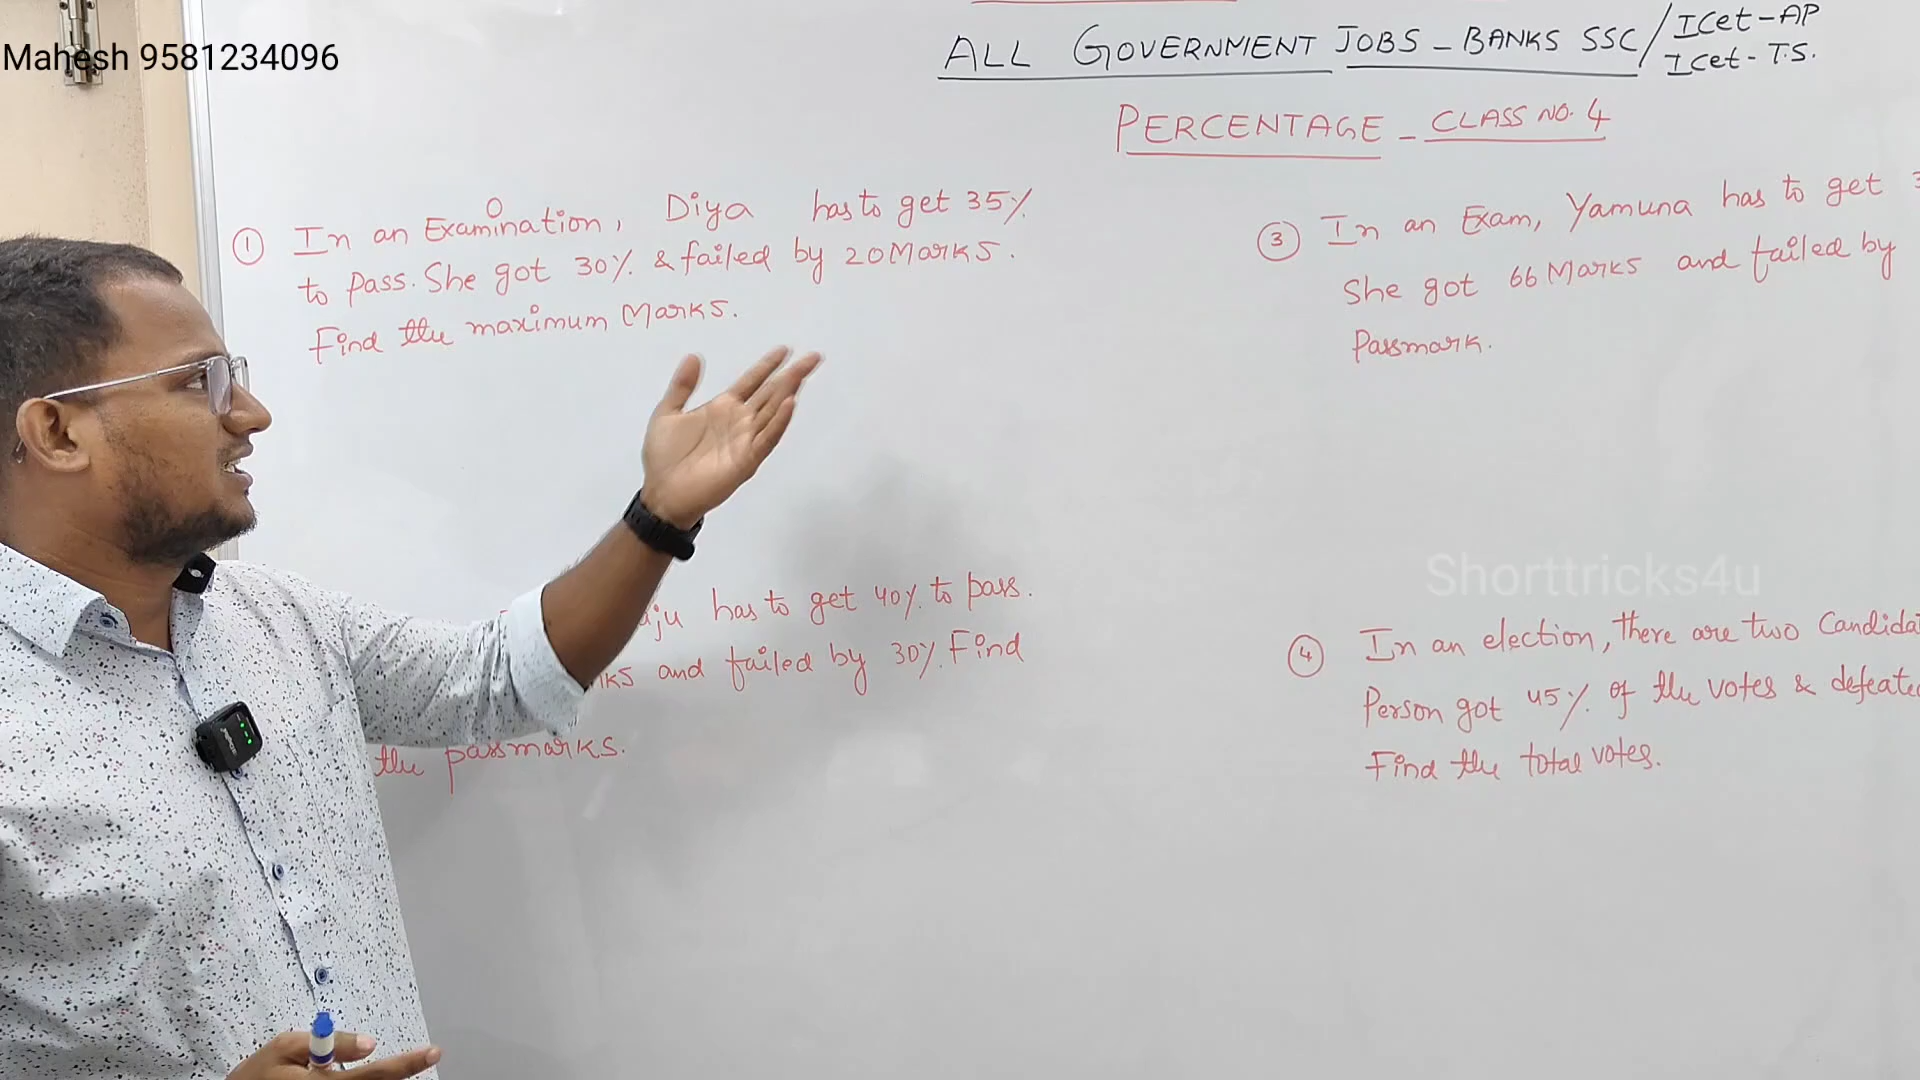 Mahesh 9581234096
ALL GOVERNMENT JOBS - BANKS SSC/ICet-AP
ICet-T.S.
PERCENTAGE - CLASS NO. 4
① In an Examination, Diya has to get 35%
to pass. She got 30% & failed by 20 Marks.
Find the maximum Marks.
has to get 40% to pass.
and failed by 30%. Find
the passmarks.
③ In an Exam, Yamuna has to get
She got 66 Marks and failed by
Passmark.
Shorttricks4u
④ In an election, there are two
Person got 45% of the votes &
Find the total votes.